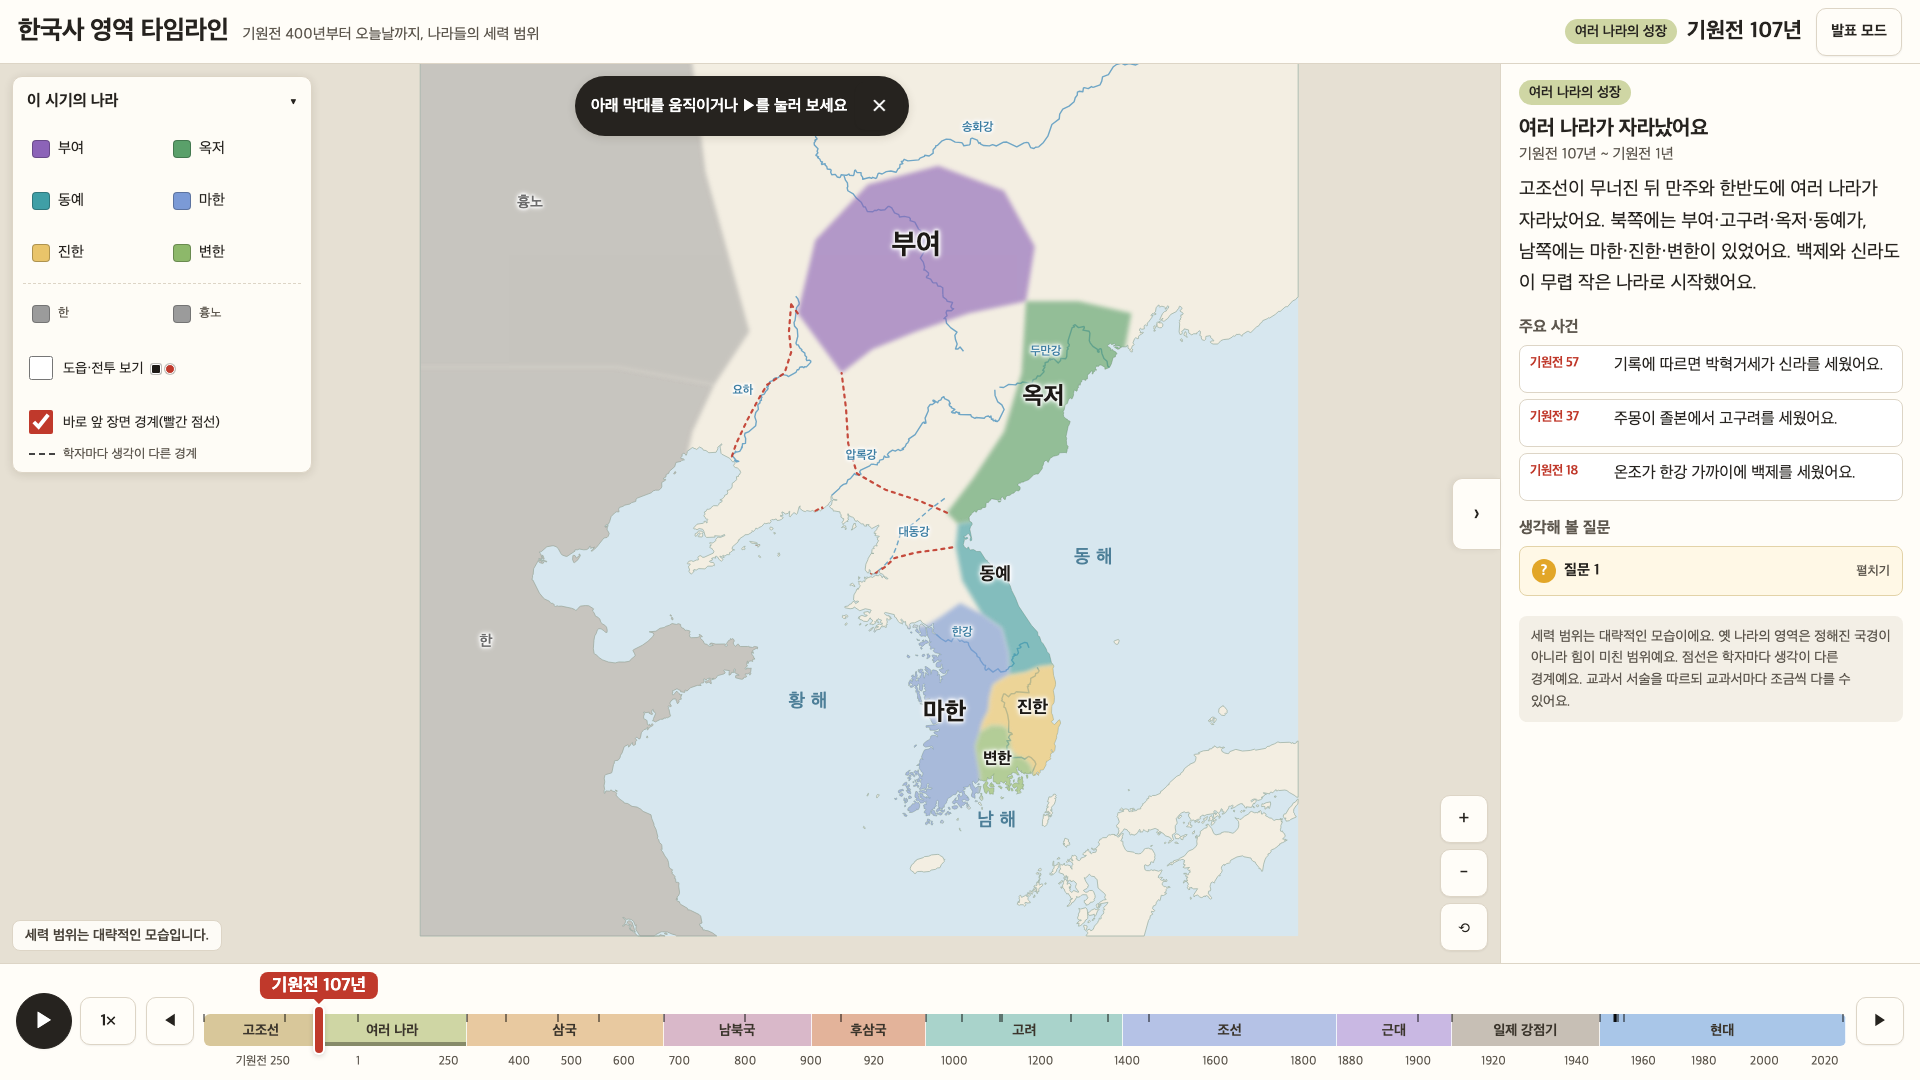 한국사 영역 타임라인
기원전 400년부터 오늘날까지, 나라들의 세력 범위
여러 나라의 성장
기원전 107년
발표 모드
이 시기의 나라
▼
부여
옥저
동예
마한
진한
변한
한
흉노
도읍·전투 보기
바로 앞 장면 경계(빨간 점선)
학자마다 생각이 다른 경계
세력 범위는 대략적인 모습입니다.
아래 막대를 움직이거나 ▶를 눌러 보세요 ✕
송화강
흉노
부여
두만강
옥저
요하
압록강
대동강
동해
동예
한강
한
황해
마한
진한
변한
남해
›
+
−
⟲
여러 나라의 성장
여러 나라가 자라났어요
기원전 107년 ~ 기원전 1년
고조선이 무너진 뒤 만주와 한반도에 여러 나라가
자라났어요. 북쪽에는 부여·고구려·옥저·동예가,
남쪽에는 마한·진한·변한이 있었어요. 백제와 신라도
이 무렵 작은 나라로 시작했어요.
주요 사건
기원전 57 기록에 따르면 박혁거세가 신라를 세웠어요.
기원전 37 주몽이 졸본에서 고구려를 세웠어요.
기원전 18 온조가 한강 가까이에 백제를 세웠어요.
생각해 볼 질문
? 질문 1 펼치기
세력 범위는 대략적인 모습이에요. 옛 나라의 영역은 정해진 국경이
아니라 힘이 미친 범위예요. 점선은 학자마다 생각이 다른
경계예요. 교과서 서술을 따르되 교과서마다 조금씩 다를 수
있어요.
기원전 107년
▶
1×
◀
고조선 여러 나라 삼국 남북국 후삼국 고려 조선 근대 일제 강점기 현대
▶
기원전 250 1 250 400 500 600 700 800 900 920 1000 1200 1400 1600 1800 1880 1900 1920 1940 1960 1980 2000 2020